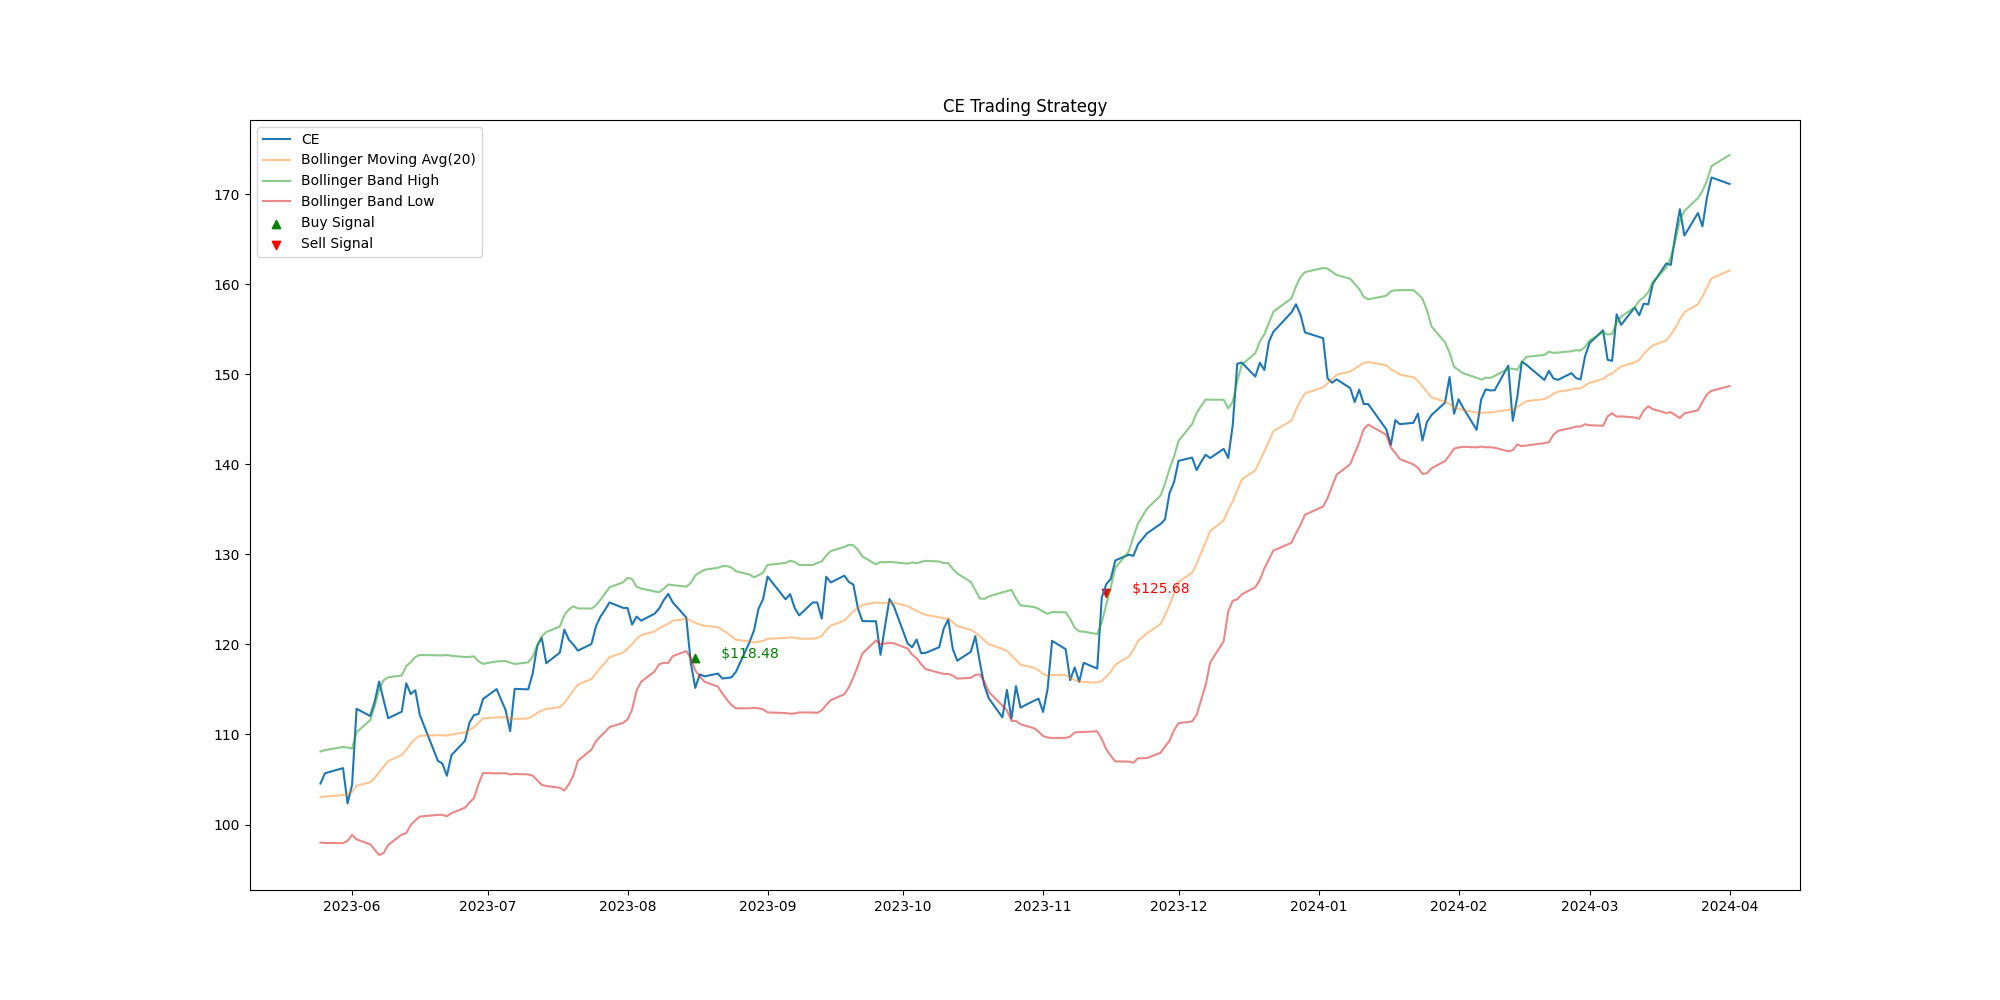 CE Trading Strategy
CE
Bollinger Moving Avg(20)
Bollinger Band High
Bollinger Band Low
Buy Signal
Sell Signal
170
160
150
140
130
120
110
100
$125.68
$118.48
2023-06 2023-07 2023-08 2023-09 2023-10 2023-11 2023-12 2024-01 2024-02 2024-03 2024-04